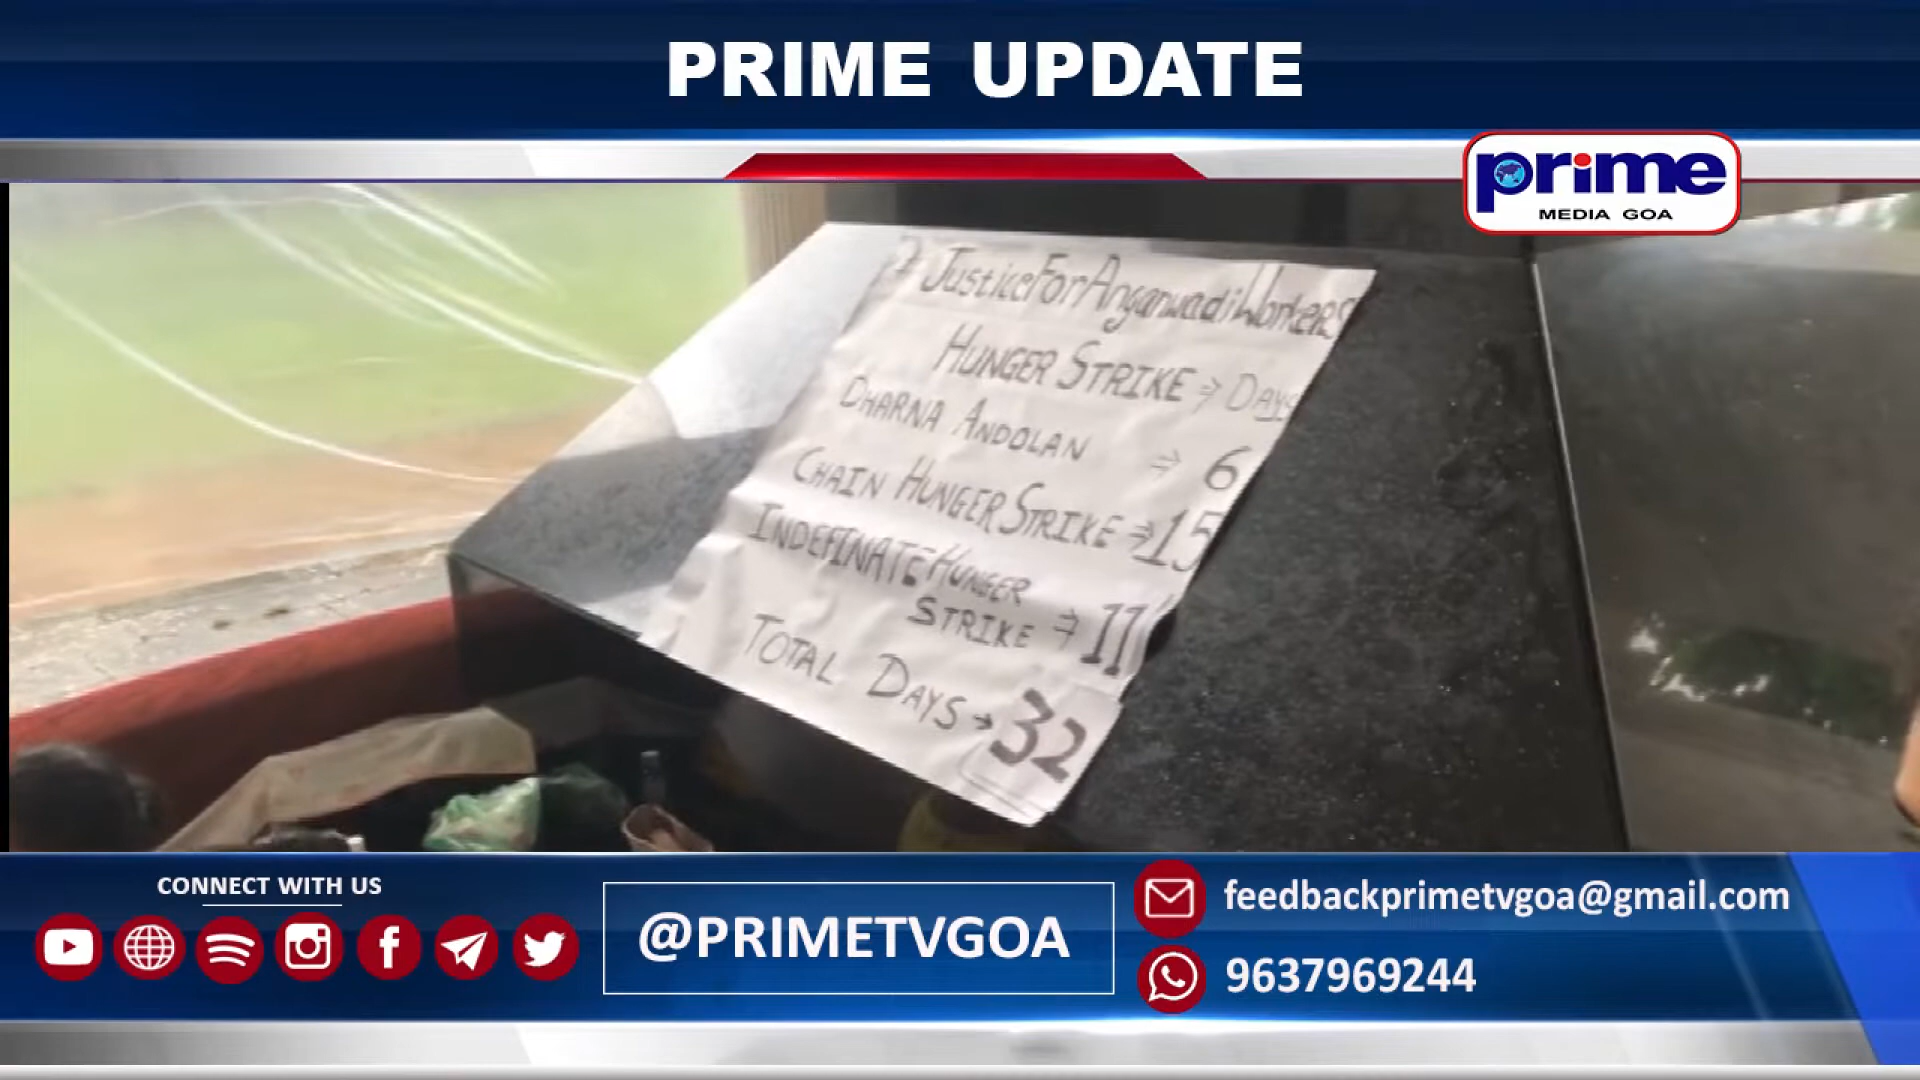 PRIME UPDATE
prime
MEDIA GOA
# JusticeForAnganwadiWorkers
HUNGER STRIKE ⇒ DAYS
DHARNA ANDOLAN ⇒ 6
CHAIN HUNGER STRIKE ⇒ 15
INDEFINATE HUNGER
STRIKE ⇒ 11
TOTAL DAYS → 32
CONNECT WITH US
@PRIMETVGOA
feedbackprimetvgoa@gmail.com
9637969244